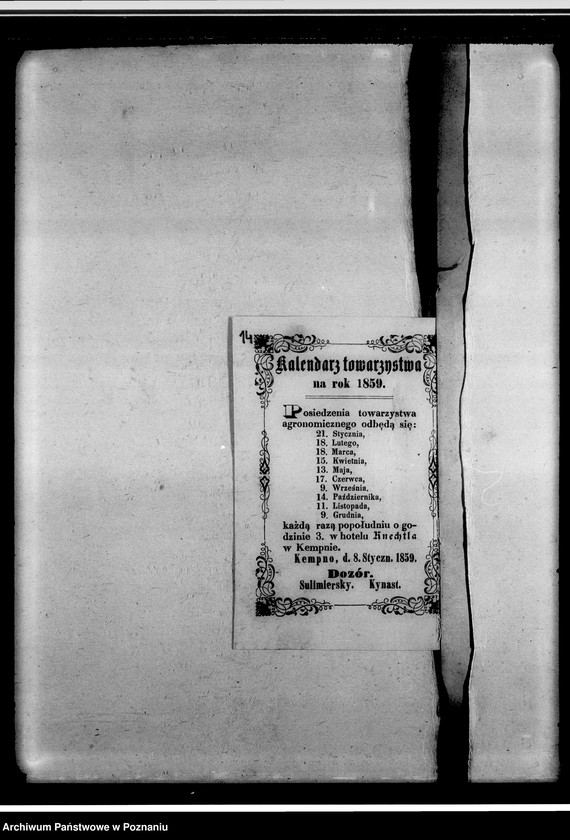 14
Kalendarz towarzystwa
na rok 1859.
Posiedzenia towarzystwa
agronomicznego odbędą się:
21. Stycznia,
18. Lutego,
18. Marca,
15. Kwietnia,
13. Maja,
17. Czerwca,
9. Września,
14. Października,
11. Listopada,
9. Grudnia,
każdą razą popołudniu o go-
dzinie 3. w hotelu Knechtla
w Kempnie.
Kempno, d. 8. Styczn. 1859.
Dozór.
Sulimiersky. Kynast.
Archiwum Państwowe w Poznaniu